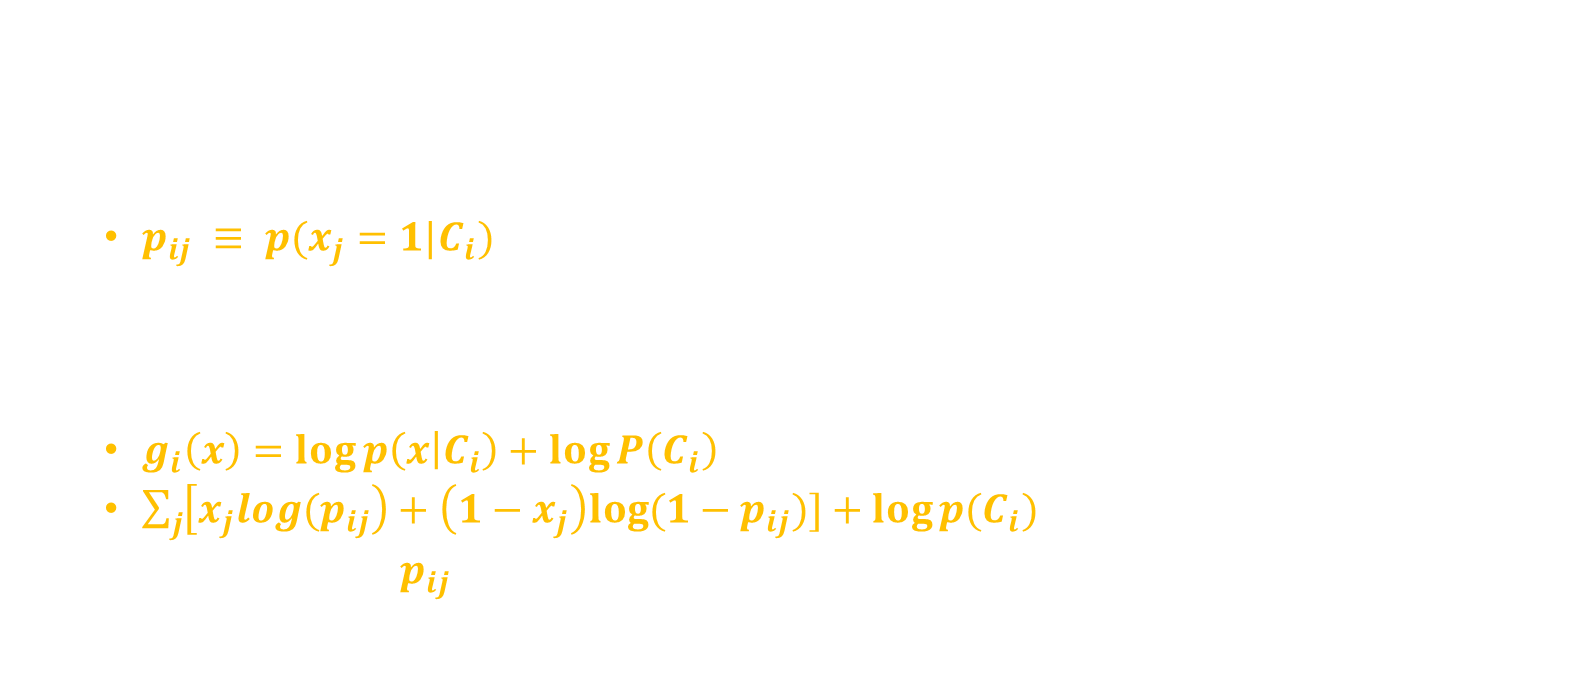 • p_ij ≡ p(x_j = 1|C_i)
• g_i(x) = log p(x|C_i) + log P(C_i)
• ∑_j[x_j log(p_ij) + (1 − x_j)log(1 − p_ij)] + log p(C_i)
p_ij